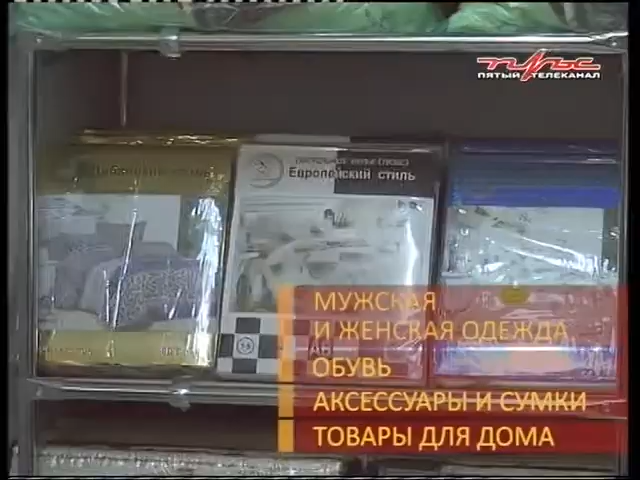 ПУЛЬС
ПЯТЫЙ ТЕЛЕКАНАЛ
Европейский стиль
МУЖСКАЯ
И ЖЕНСКАЯ ОДЕЖДА
ОБУВЬ
АКСЕССУАРЫ И СУМКИ
ТОВАРЫ ДЛЯ ДОМА